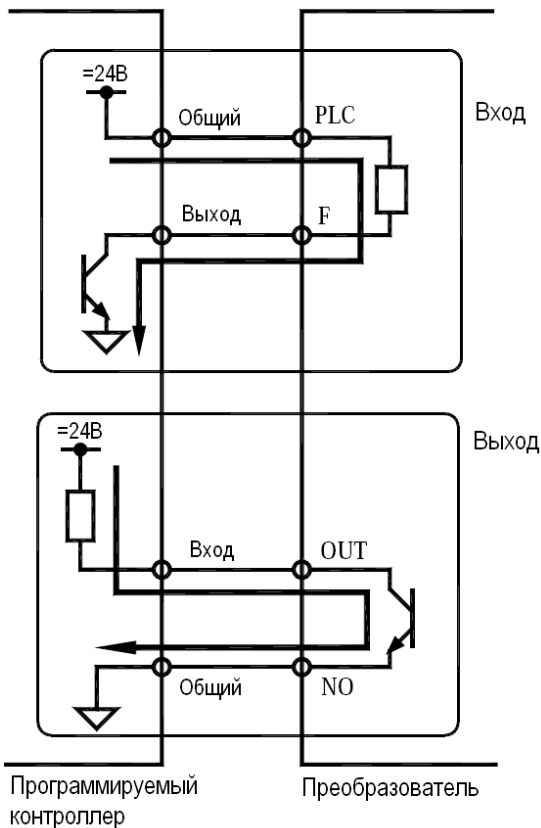 =24В
Общий
PLC
Вход
Выход
F
=24В
Выход
Вход
OUT
Общий
NO
Программируемый
контроллер
Преобразователь